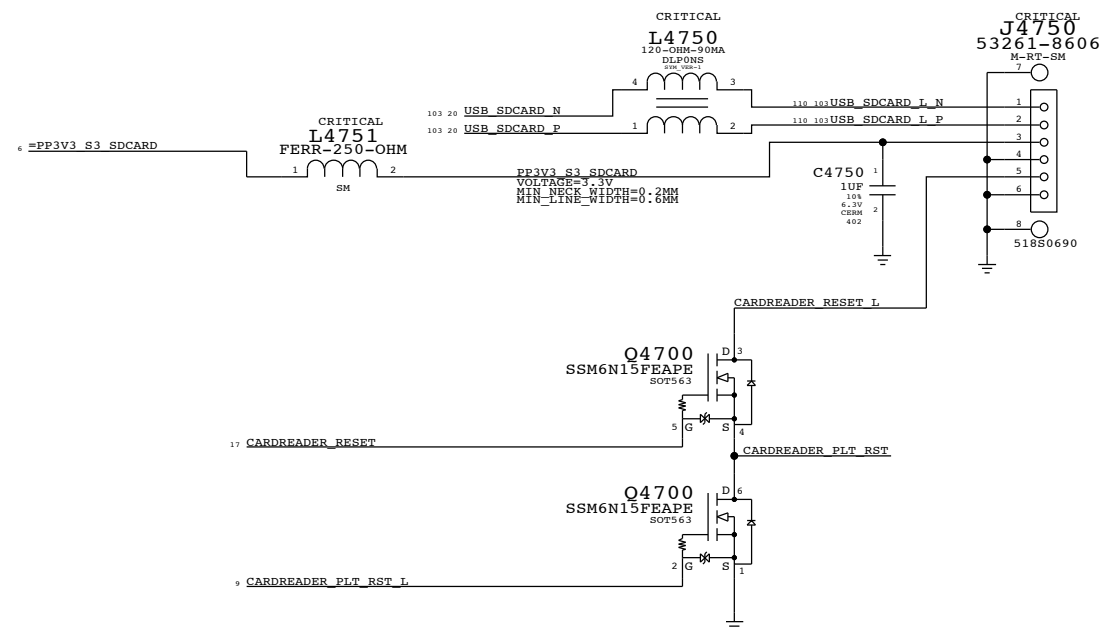 CRITICAL
L4750
120-OHM-90MA
DLP0NS
SYM_VER-1
4 3
1 2
103 20 USB_SDCARD_N
103 20 USB_SDCARD_P
110 103 USB_SDCARD_L_N
110 103 USB_SDCARD_L_P
CRITICAL
J4750
53261-8606
M-RT-SM
7
1
2
3
4
5
6
8
518S0690
CRITICAL
L4751
FERR-250-OHM
1 2
SM
6 =PP3V3_S3_SDCARD
PP3V3_S3_SDCARD
VOLTAGE=3.3V
MIN_NECK_WIDTH=0.2MM
MIN_LINE_WIDTH=0.6MM
C4750 1
1UF
10%
6.3V
CERM 2
402
CARDREADER_RESET_L
Q4700
SSM6N15FEAPE
SOT563
D 3
5 G S 4
17 CARDREADER_RESET
CARDREADER_PLT_RST
Q4700
SSM6N15FEAPE
SOT563
D 6
2 G S 1
9 CARDREADER_PLT_RST_L